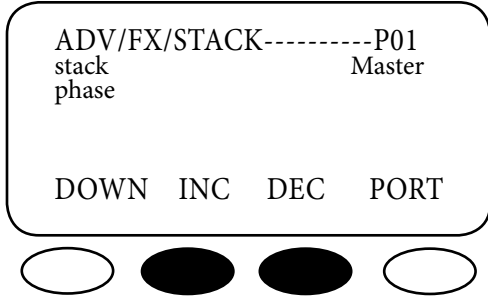 ADV/FX/STACK----------P01
stack Master
phase
DOWN INC DEC PORT